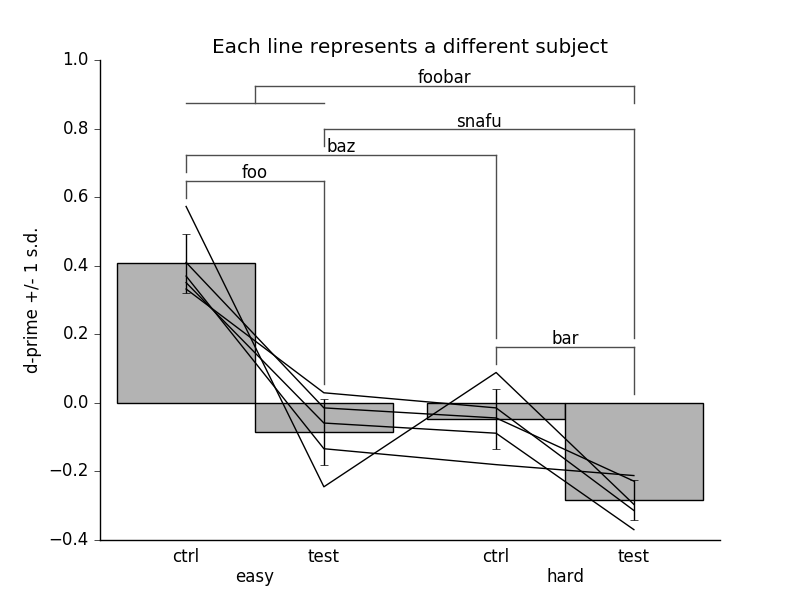 Each line represents a different subject
1.0
foobar
0.8
snafu
baz
foo
0.6
0.4
d-prime +/- 1 s.d.
0.2
bar
0.0
−0.2
−0.4
ctrl test ctrl test
easy hard